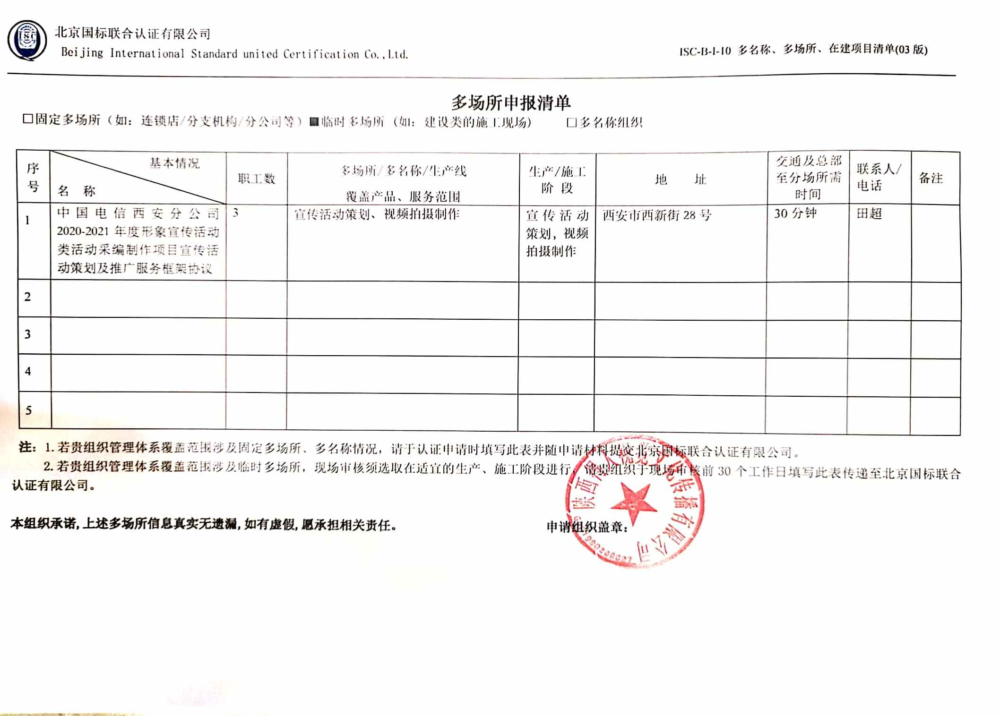 ISC
北京国标联合认证有限公司
Beijing International Standard united Certification Co.,Ltd.
ISC-B-I-10 多名称、多场所、在建项目清单(03 版)
多场所申报清单
□固定多场所（如：连锁店/分支机构/分公司等）■临时多场所（如：建设类的施工现场） □多名称组织
序号
基本情况
名 称
职工数
多场所/多名称/生产线
覆盖产品、服务范围
生产/施工
阶 段
地 址
交通及总部
至分场所需
时间
联系人/
电话
备注
1
中国电信西安分公司
2020-2021 年度形象宣传活动
类活动采编制作项目宣传活
动策划及推广服务框架协议
3
宣传活动策划、视频拍摄制作
宣传活动
策划，视频
拍摄制作
西安市西新街 28 号
30 分钟
田超
2
3
4
5
注：1.若贵组织管理体系覆盖范围涉及固定多场所、多名称情况，请于认证申请时填写此表并随申请材料提交北京国标联合认证有限公司。
2.若贵组织管理体系覆盖范围涉及临时多场所，现场审核须选取在适宜的生产、施工阶段进行，请贵组织于现场审核前 30 个工作日填写此表传递至北京国标联合
认证有限公司。
本组织承诺,上述多场所信息真实无遗漏,如有虚假,愿承担相关责任。
申请组织盖章：
陕西得人视觉文化传播有限公司